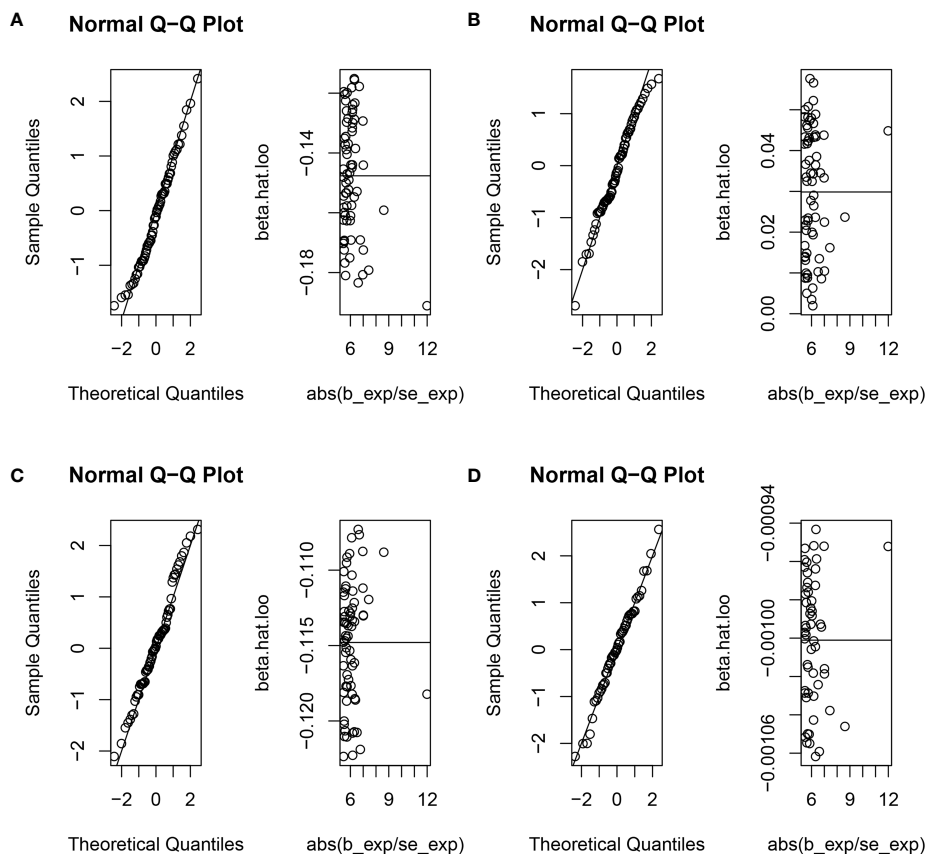 A
Normal Q−Q Plot
Sample Quantiles
2
1
0
−1
−2 0 2
Theoretical Quantiles
beta.hat.loo
−0.14
−0.18
6 9 12
abs(b_exp/se_exp)
B
Normal Q−Q Plot
Sample Quantiles
1
0
−1
−2
−2 0 2
Theoretical Quantiles
beta.hat.loo
0.04
0.02
0.00
6 9 12
abs(b_exp/se_exp)
C
Normal Q−Q Plot
Sample Quantiles
2
1
0
−1
−2
−2 0 2
Theoretical Quantiles
beta.hat.loo
−0.110
−0.115
−0.120
6 9 12
abs(b_exp/se_exp)
D
Normal Q−Q Plot
Sample Quantiles
2
1
0
−1
−2
−2 0 2
Theoretical Quantiles
beta.hat.loo
−0.00094
−0.00100
−0.00106
6 9 12
abs(b_exp/se_exp)